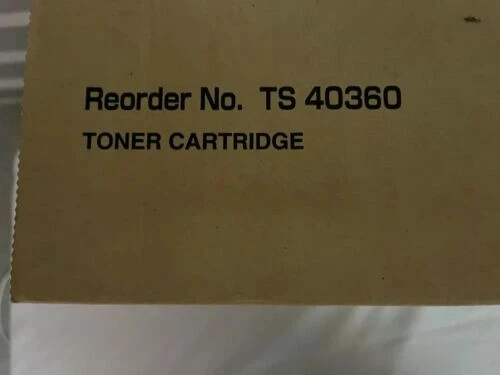 Reorder No. TS 40360
TONER CARTRIDGE